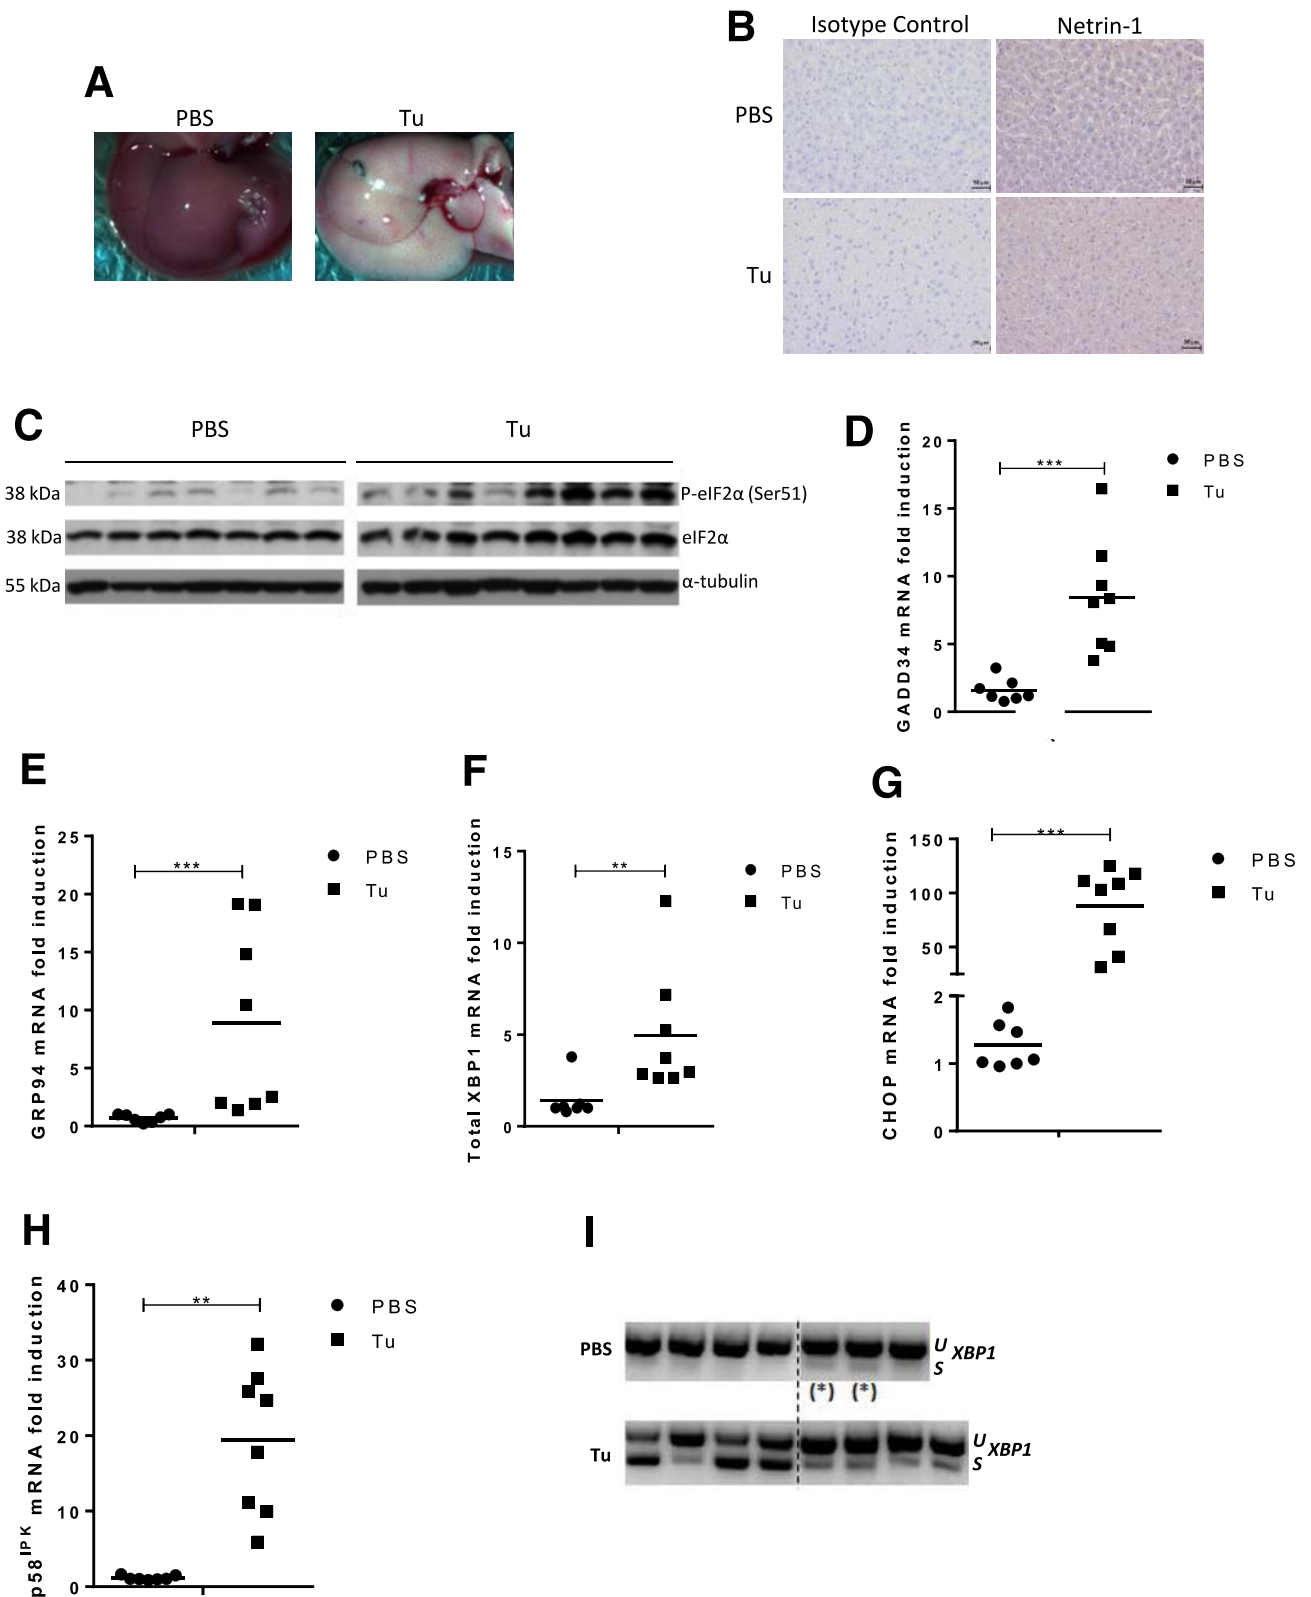 A
PBS
Tu
B
Isotype Control
Netrin-1
PBS
Tu
C
PBS
Tu
38 kDa
P-eIF2α (Ser51)
38 kDa
eIF2α
55 kDa
α-tubulin
D
GADD34 mRNA fold induction
20
15
10
5
0
***
PBS
Tu
E
GRP94 mRNA fold induction
25
20
15
10
5
0
***
PBS
Tu
F
Total XBP1 mRNA fold induction
15
10
5
0
**
PBS
Tu
G
CHOP mRNA fold induction
150
100
50
2
1
0
***
PBS
Tu
H
p58IPK mRNA fold induction
40
30
20
10
0
**
PBS
Tu
I
PBS
U
XBP1
S
(*) (*)
Tu
U
XBP1
S